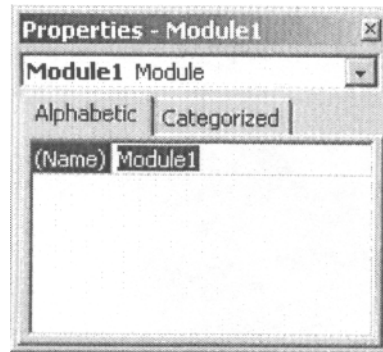 Properties - Module1
Module1 Module
Alphabetic Categorized
(Name) Module1